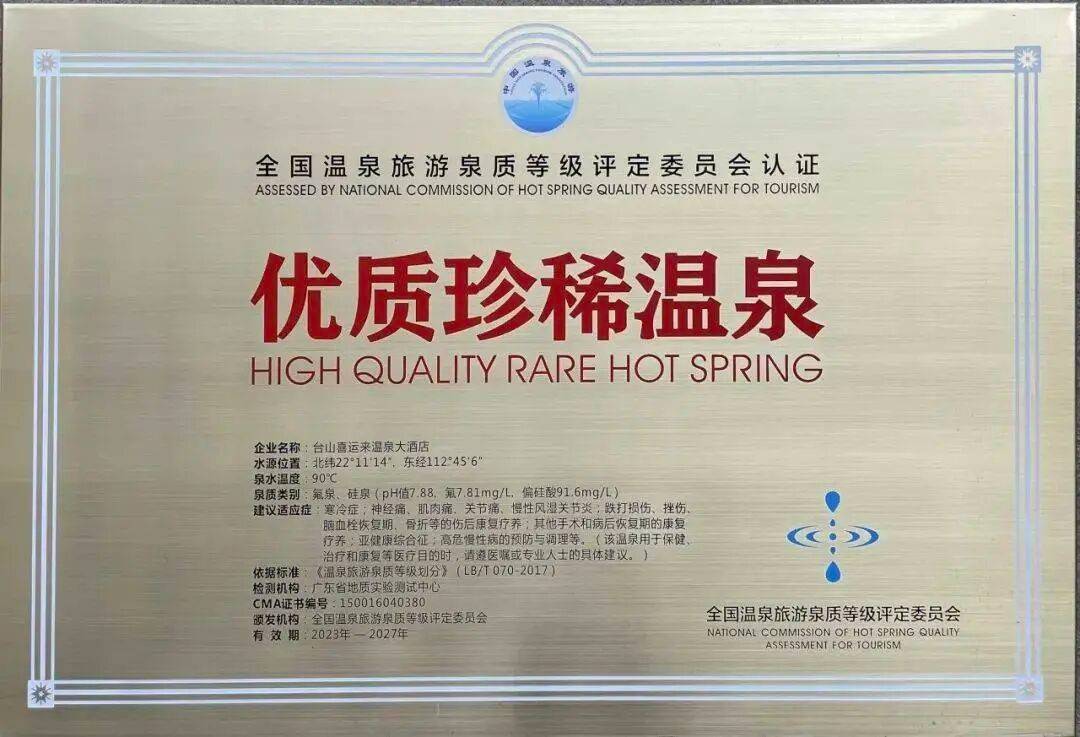 中国温泉旅游
全国温泉旅游泉质等级评定委员会认证
ASSESSED BY NATIONAL COMMISSION OF HOT SPRING QUALITY ASSESSMENT FOR TOURISM
优质珍稀温泉
HIGH QUALITY RARE HOT SPRING
企业名称：台山喜运来温泉大酒店
水源位置：北纬22°11′14″，东经112°45′6″
泉水温度：90℃
泉质类别：氟泉、硅泉（pH值7.88、氟7.81mg/L、偏硅酸91.6mg/L）
建议适应症：寒冷症；神经痛、肌肉痛、关节痛、慢性风湿关节炎；跌打损伤、挫伤、
脑血栓恢复期、骨折等的伤后康复疗养；其他手术和病后恢复期的康复
疗养；亚健康综合征；高危慢性病的预防与调理等。（该温泉用于保健、
治疗和康复等医疗目的时，请遵医嘱或专业人士的具体建议。）
依据标准：《温泉旅游泉质等级划分》（LB/T 070-2017）
检测机构：广东省地质实验测试中心
CMA证书编号：150016040380
颁发机构：全国温泉旅游泉质等级评定委员会
有 效 期：2023年 — 2027年
全国温泉旅游泉质等级评定委员会
NATIONAL COMMISSION OF HOT SPRING QUALITY
ASSESSMENT FOR TOURISM